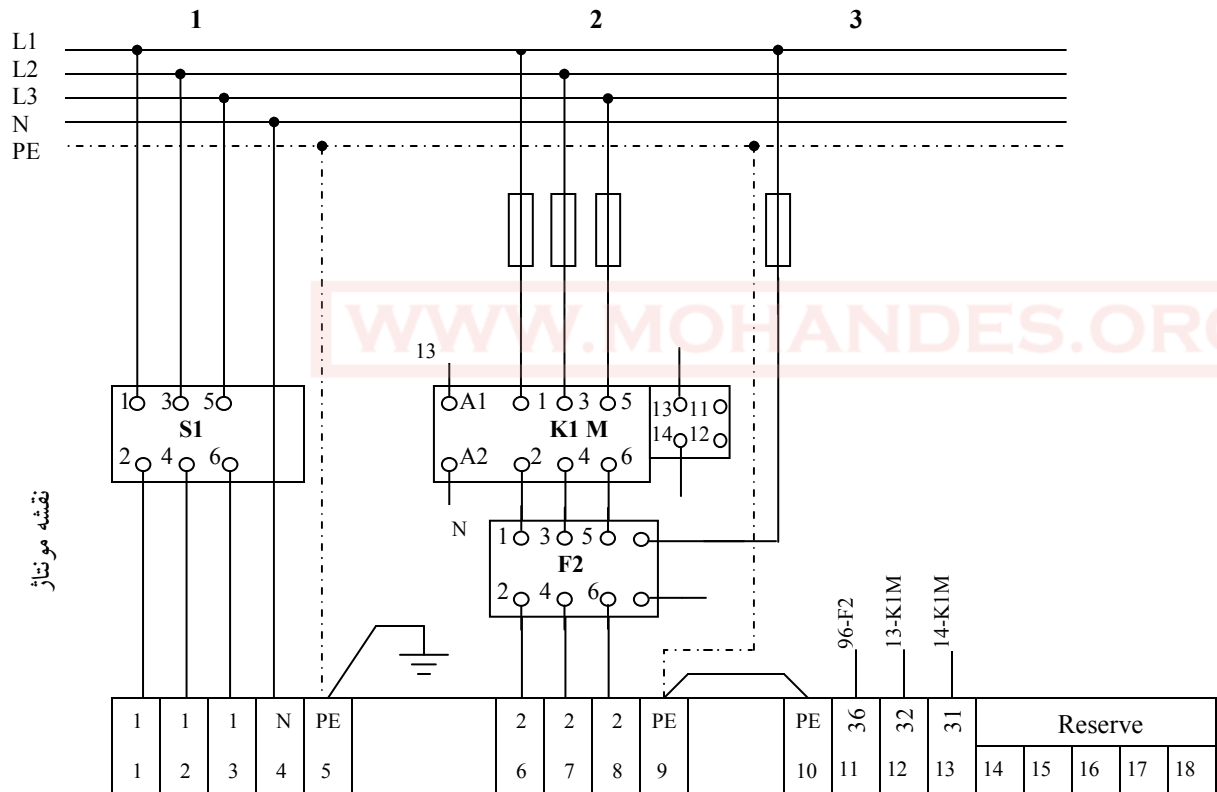 1 2 3
L1
L2
L3
N
PE
WWW.MOHANDES.ORG
13
1 3 5
S1
2 4 6
A1 1 3 5
K1 M
A2 2 4 6
13 11
14 12
N
1 3 5
F2
2 4 6
نقشه مونتاژ
96-F2
13-K1M
14-K1M
1 1 1 N PE 2 2 2 PE PE 36 32 31 Reserve
1 2 3 4 5 6 7 8 9 10 11 12 13 14 15 16 17 18